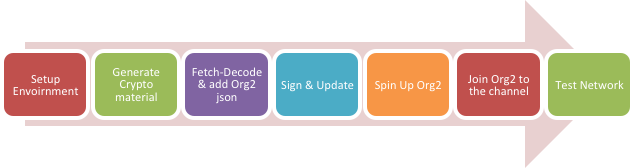 Setup
Envoirnment
Generate
Crypto
material
Fetch-Decode
& add Org2
json
Sign & Update
Spin Up Org2
Join Org2 to
the channel
Test Network